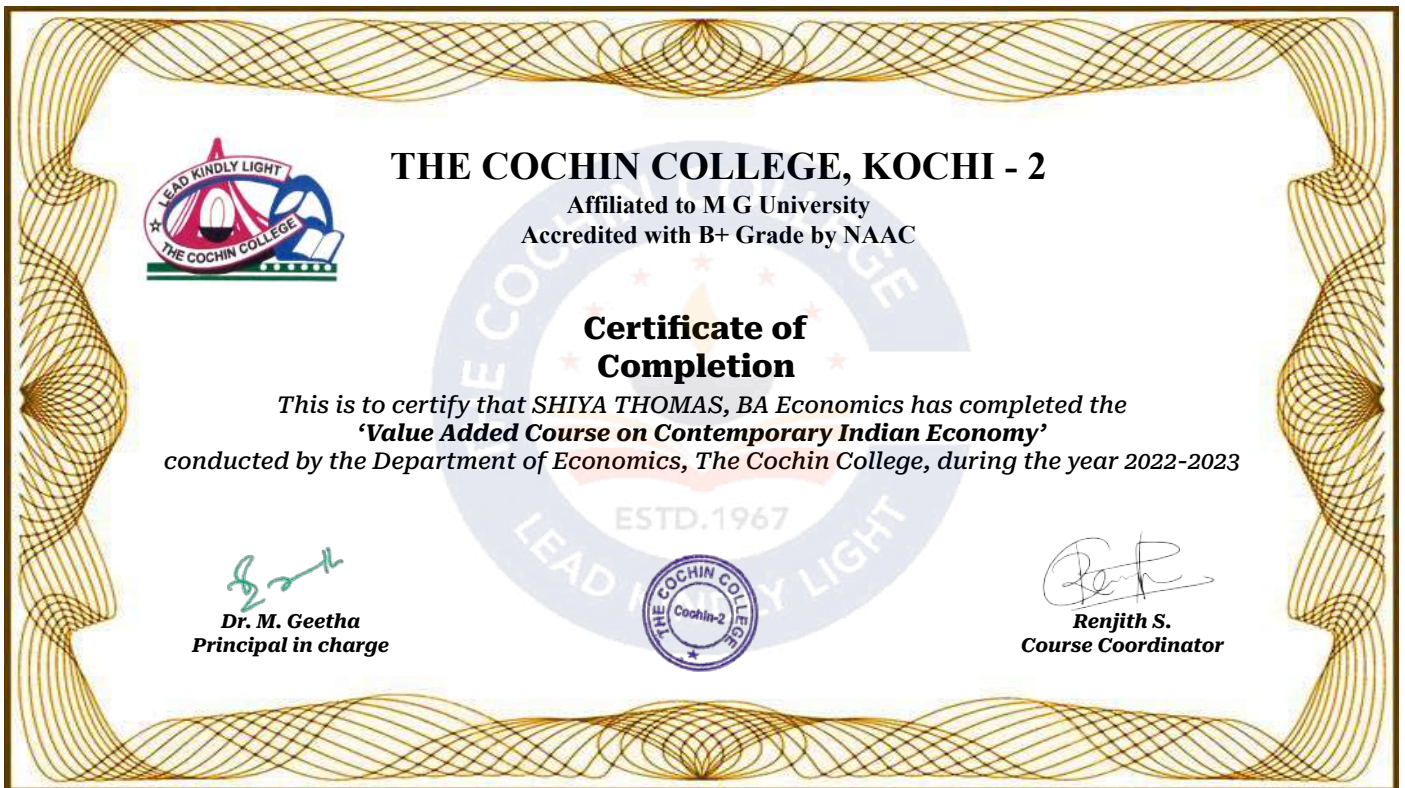 LEAD KINDLY LIGHT
THE COCHIN COLLEGE
THE COCHIN COLLEGE, KOCHI - 2
Affiliated to M G University
Accredited with B+ Grade by NAAC
THE COCHIN COLLEGE
Certificate of
Completion
This is to certify that SHIYA THOMAS, BA Economics has completed the
‘Value Added Course on Contemporary Indian Economy’
conducted by the Department of Economics, The Cochin College, during the year 2022-2023
ESTD.1967
LEAD KINDLY LIGHT
THE COCHIN COLLEGE
Cochin-2
Dr. M. Geetha
Principal in charge
Renjith S.
Course Coordinator